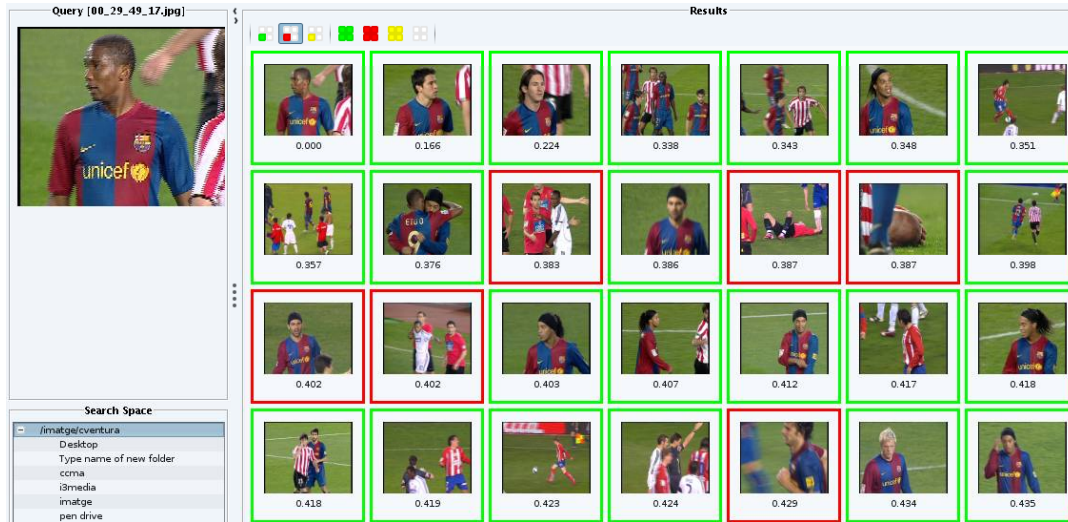 Query [00_29_49_17.jpg]
Results
unicef
0.000
0.166
0.224
0.338
0.343
0.348
0.351
0.357
0.376
0.383
0.386
0.387
0.387
0.398
0.402
0.402
0.403
0.407
0.412
0.417
0.418
0.418
0.419
0.423
0.424
0.429
0.434
0.435
Search Space
/imatge/cventura
Desktop
Type name of new folder
ccma
i3media
imatge
pen drive